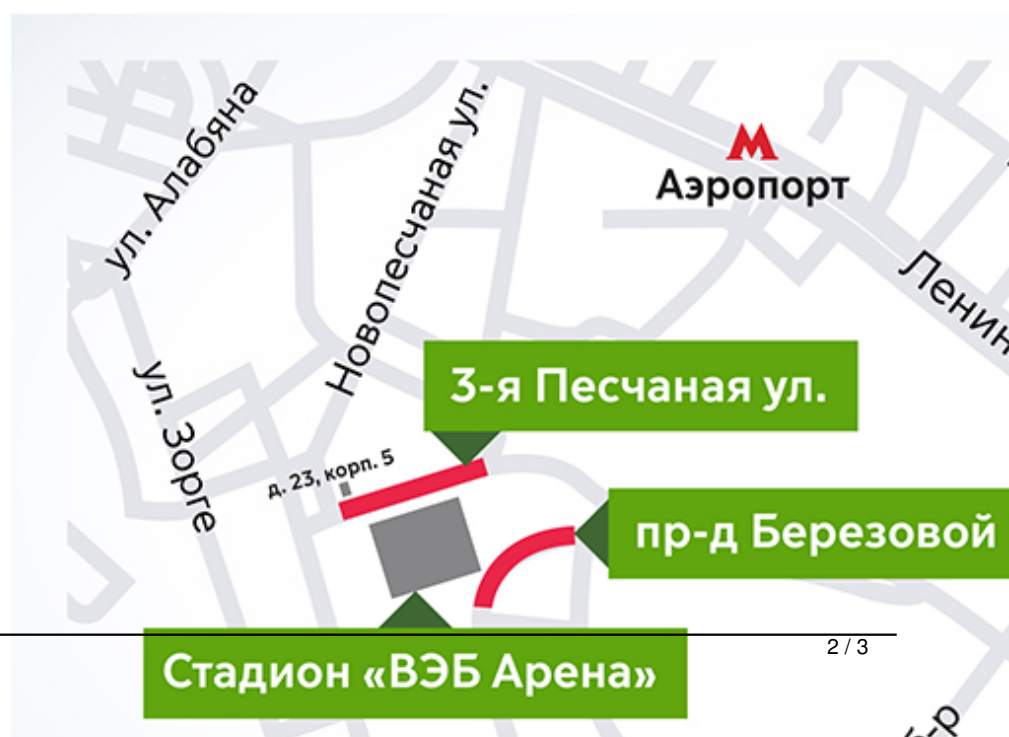 ул. Алабяна
Новопесчаная ул.
Аэропорт
Ленин
ул. Зорге
3-я Песчаная ул.
д. 23, корп. 5
пр-д Березовой
2 / 3
Стадион «ВЭБ Арена»
б-р